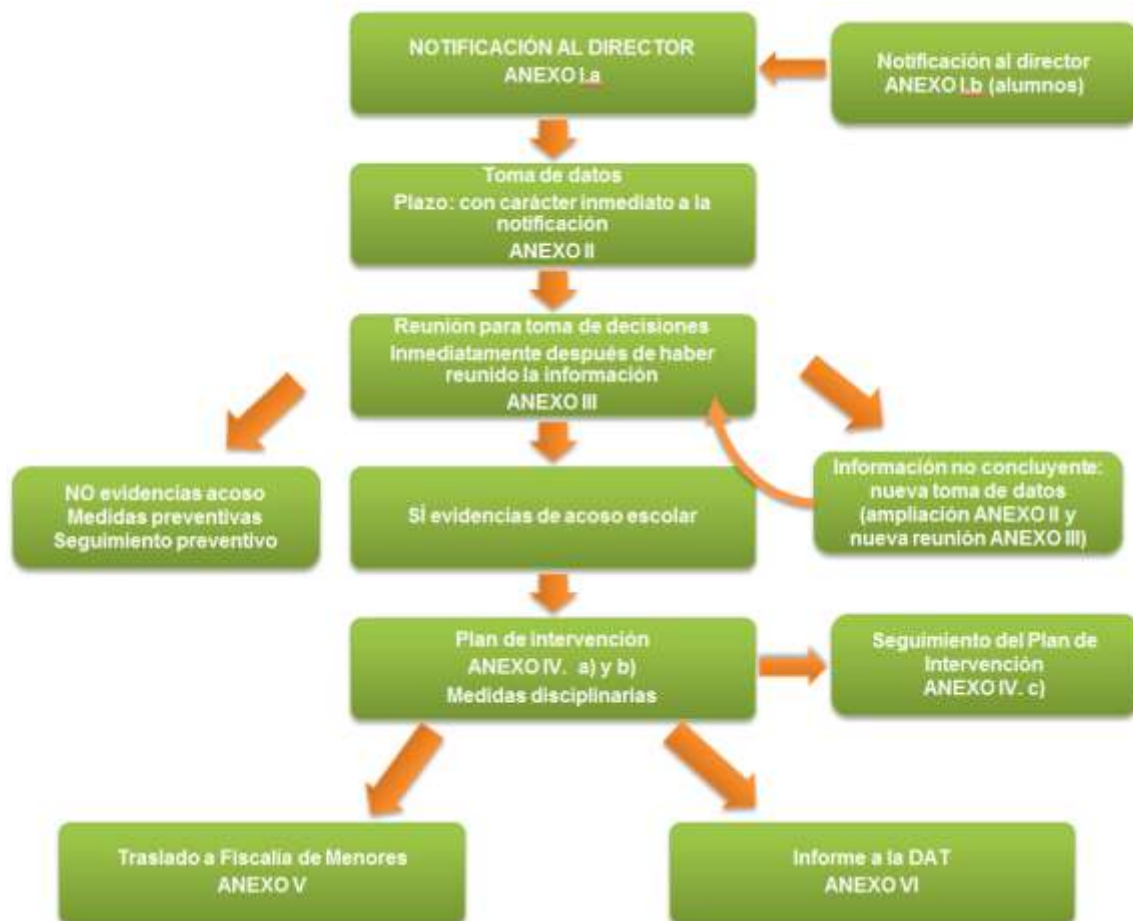 NOTIFICACIÓN AL DIRECTOR
ANEXO I.a
Notificación al director
ANEXO I.b (alumnos)
Toma de datos
Plazo: con carácter inmediato a la
notificación
ANEXO II
Reunión para toma de decisiones
Inmediatamente después de haber
reunido la información
ANEXO III
NO evidencias acoso
Medidas preventivas
Seguimiento preventivo
SÍ evidencias de acoso escolar
Información no concluyente:
nueva toma de datos
(ampliación ANEXO II y
nueva reunión ANEXO III)
Plan de intervención
ANEXO IV. a) y b)
Medidas disciplinarias
Seguimiento del Plan de
Intervención
ANEXO IV. c)
Traslado a Fiscalía de Menores
ANEXO V
Informe a la DAT
ANEXO VI